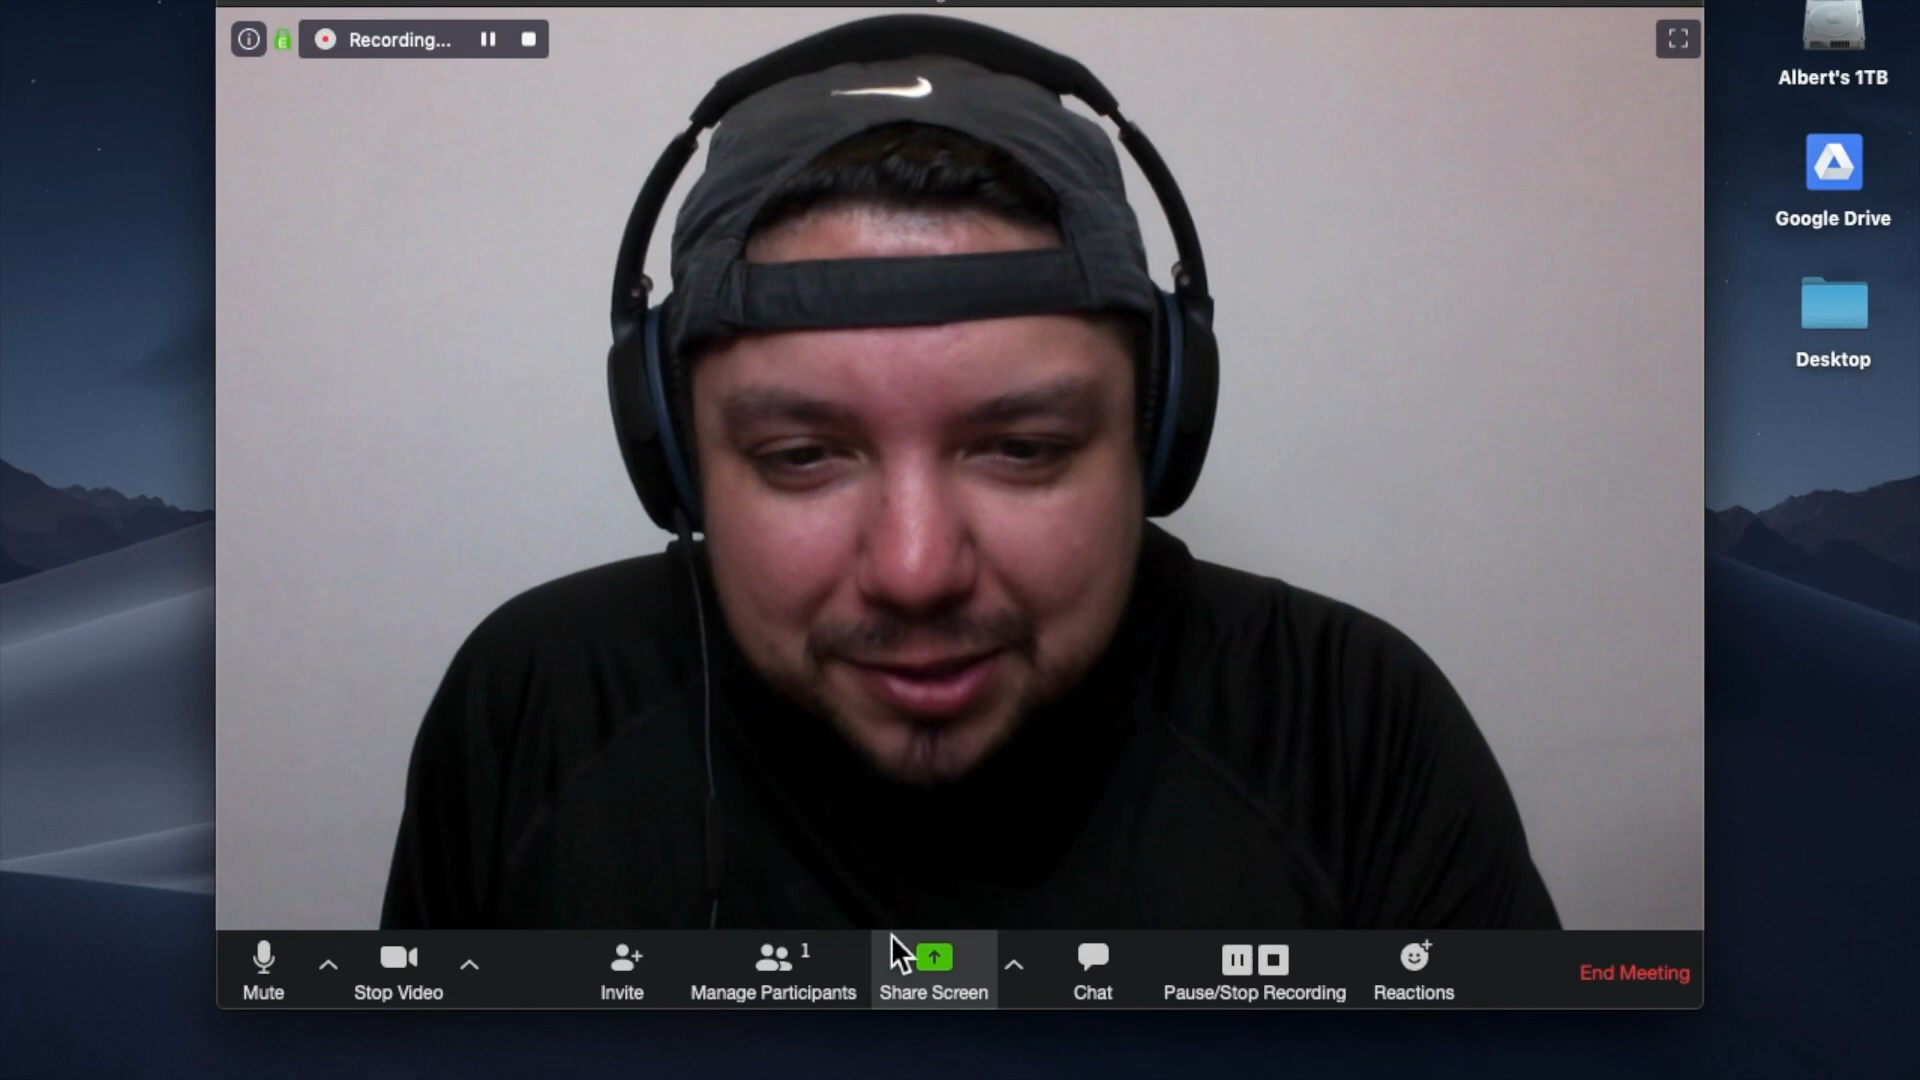 Recording...
Albert's 1TB
Google Drive
Desktop
1
Mute
Stop Video
Invite
Manage Participants
Share Screen
Chat
Pause/Stop Recording
Reactions
End Meeting